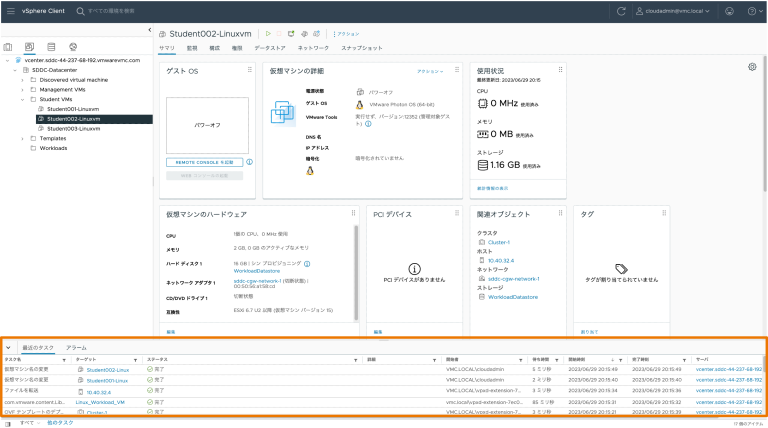 vSphere Client
すべての環境を検索
cloudadmin@vmc.local
vcenter.sddc-44-237-68-192.vmwarevmc.com
SDDC-Datacenter
Discovered virtual machine
Management VMs
Student VMs
Student001-Linuxvm
Student002-Linuxvm
Student003-Linuxvm
Templates
Workloads
Student002-Linuxvm
アクション
サマリ 監視 構成 権限 データストア ネットワーク スナップショット
ゲスト OS
パワーオフ
REMOTE CONSOLE を起動
仮想マシンの詳細
アクション
電源状態 パワーオフ
ゲスト OS VMware Photon OS (64-bit)
VMware Tools 実行せず、バージョン:12352 (管理対象ゲスト)
DNS 名
IP アドレス
暗号化 暗号化されていません
使用状況
最終更新日: 2023/06/29 20:15
CPU
0 MHz 使用済み
メモリ
0 MB 使用済み
ストレージ
1.16 GB 使用済み
統計情報の表示
仮想マシンのハードウェア
CPU 1個の CPU、0 MHz 使用
メモリ 2 GB, 0 GB のアクティブなメモリ
ハード ディスク 1 16 GB | シン プロビジョニング
WorkloadDatastore
ネットワーク アダプタ 1 sddc-cgw-network-1 (切断状態) |
00:50:56:a1:59:cd
CD/DVD ドライブ 1 切断状態
互換性 ESXi 6.7 U2 以降 (仮想マシン バージョン 15)
編集
PCI デバイス
PCI デバイスがありません
編集
関連オブジェクト
クラスタ
Cluster-1
ホスト
10.40.32.4
ネットワーク
sddc-cgw-network-1
ストレージ
WorkloadDatastore
タグ
タグが割り当てられていません
割り当て
最近のタスク アラーム
タスク名 ターゲット ステータス 詳細 開始者 待ち時間 開始時刻 完了時刻 サーバ
仮想マシン名の変更 Student002-Linux 完了 VMC.LOCAL\cloudadmin 5 ミリ秒 2023/06/29 20:15:49 2023/06/29 20:15:49 vcenter.sddc-44-237-68-192
仮想マシン名の変更 Student001-Linux 完了 VMC.LOCAL\cloudadmin 2 ミリ秒 2023/06/29 20:15:40 2023/06/29 20:15:40 vcenter.sddc-44-237-68-192
ファイルを転送 10.40.32.4 完了 VMC.LOCAL\vpxd-extension-7... 3 ミリ秒 2023/06/29 20:15:34 2023/06/29 20:15:36 vcenter.sddc-44-237-68-192
com.vmware.content.Lib... Linux_Workload_VM 完了 vmc.local\vpxd-extension-7ec0... 85 ミリ秒 2023/06/29 20:15:31 2023/06/29 20:15:32 vcenter.sddc-44-237-68-192
OVF テンプレートのデプ... Cluster-1 完了 VMC.LOCAL\vpxd-extension-7... 3 ミリ秒 2023/06/29 20:15:31 2023/06/29 20:15:39 vcenter.sddc-44-237-68-192
すべて 他のタスク
17 個のアイテム